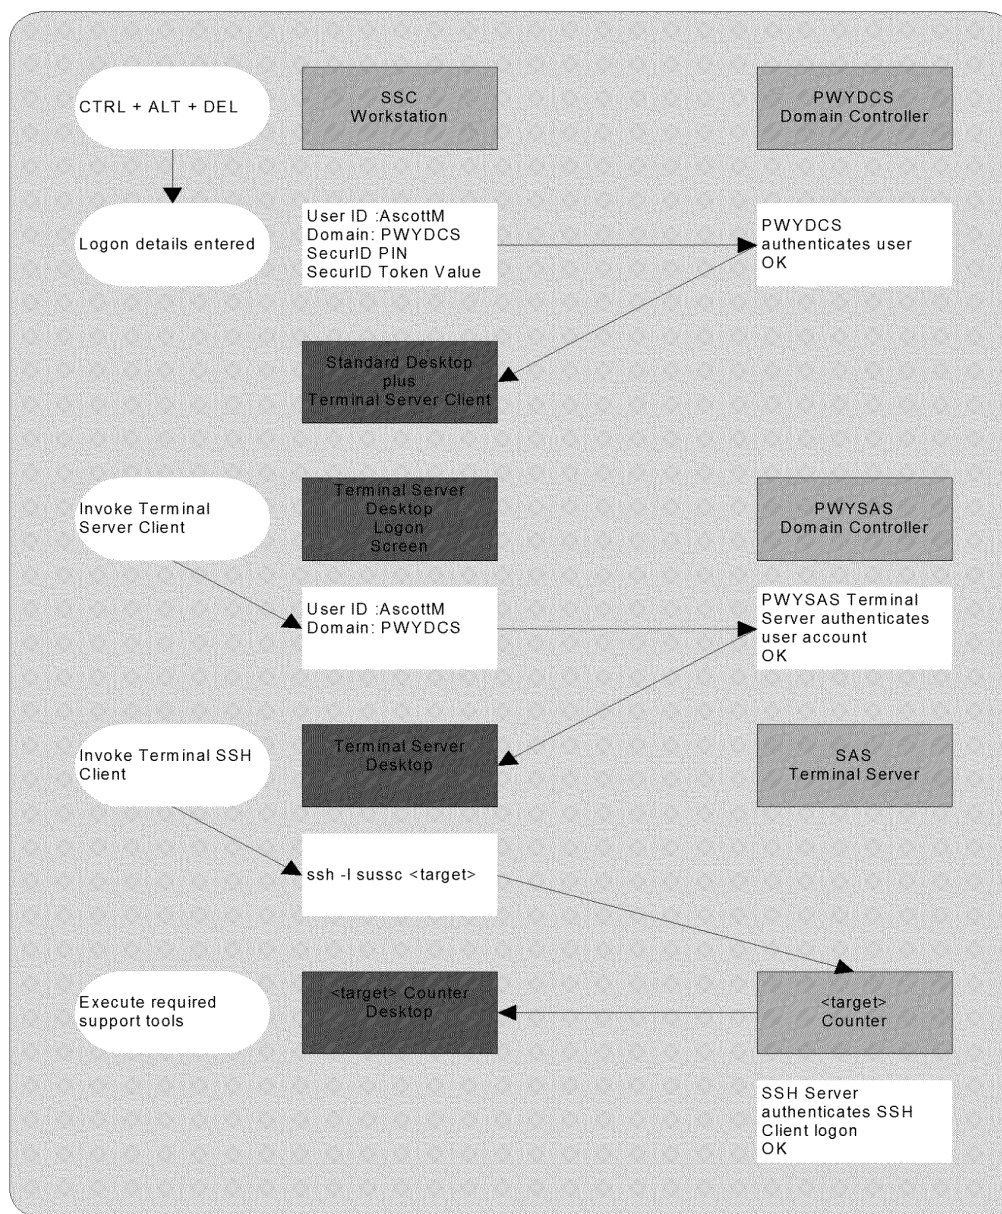 CTRL + ALT + DEL
SSC
Workstation
PWYDCS
Domain Controller
Logon details entered
User ID :AscottM
Domain: PWYDCS
SecurID PIN
SecurID Token Value
PWYDCS
authenticates user
OK
Standard Desktop
plus
Terminal Server Client
Invoke Terminal
Server Client
Terminal Server
Desktop
Logon
Screen
PWYSAS
Domain Controller
User ID :AscottM
Domain: PWYDCS
PWYSAS Terminal
Server authenticates
user account
OK
Invoke Terminal SSH
Client
Terminal Server
Desktop
SAS
Terminal Server
ssh -l sussc <target>
Execute required
support tools
<target> Counter
Desktop
<target>
Counter
SSH Server
authenticates SSH
Client logon
OK